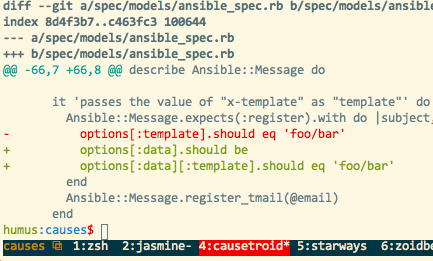 diff --git a/spec/models/ansible_spec.rb b/spec/models/ansible
index 8d4f3b7..c463fc3 100644
--- a/spec/models/ansible_spec.rb
+++ b/spec/models/ansible_spec.rb
@@ -66,7 +66,8 @@ describe Ansible::Message do
it 'passes the value of "x-template" as "template"' do
Ansible::Message.expects(:register).with do |subject,
- options[:template].should eq 'foo/bar'
+ options[:data].should be
+ options[:data][:template].should eq 'foo/bar'
end
Ansible::Message.register_tmail(@email)
end
humus:causes$
causes 1:zsh 2:jasmine- 4:causetroid* 5:starways 6:zoidbe